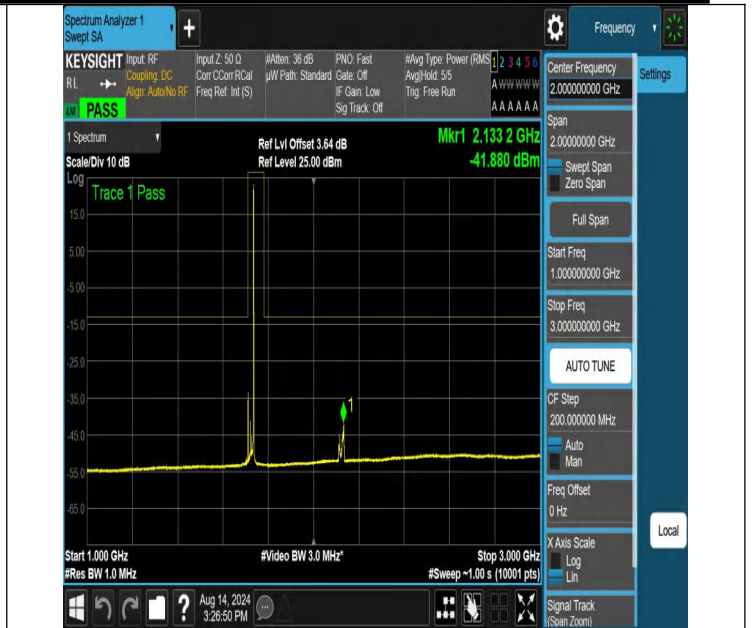 Spectrum Analyzer 1
Swept SA
+
Frequency
KEYSIGHT
RL
PASS
Input: RF
Coupling: DC
Align: Auto/No RF
Input Z: 50 Ω
Corr CCorr RCal
Freq Ref: Int (S)
#Atten: 36 dB
µW Path: Standard
PNO: Fast
Gate: Off
IF Gain: Low
Sig Track: Off
#Avg Type: Power (RMS
Avg|Hold: 5/5
Trig: Free Run
1 2 3 4 5 6
A W W W W W
A A A A A A
1 Spectrum
Scale/Div 10 dB
Ref Lvl Offset 3.64 dB
Ref Level 25.00 dBm
Mkr1 2.133 2 GHz
-41.880 dBm
Log
Trace 1 Pass
15.0
5.00
-5.00
-15.0
-25.0
-35.0
1
-45.0
-55.0
-65.0
Start 1.000 GHz
#Res BW 1.0 MHz
#Video BW 3.0 MHz*
Stop 3.000 GHz
#Sweep ~1.00 s (10001 pts)
?
Aug 14, 2024
3:26:50 PM
Center Frequency
2.000000000 GHz
Settings
Span
2.00000000 GHz
Swept Span
Zero Span
Full Span
Start Freq
1.000000000 GHz
Stop Freq
3.000000000 GHz
AUTO TUNE
CF Step
200.000000 MHz
Auto
Man
Freq Offset
0 Hz
X Axis Scale
Log
Lin
Local
Signal Track
(Span Zoom)